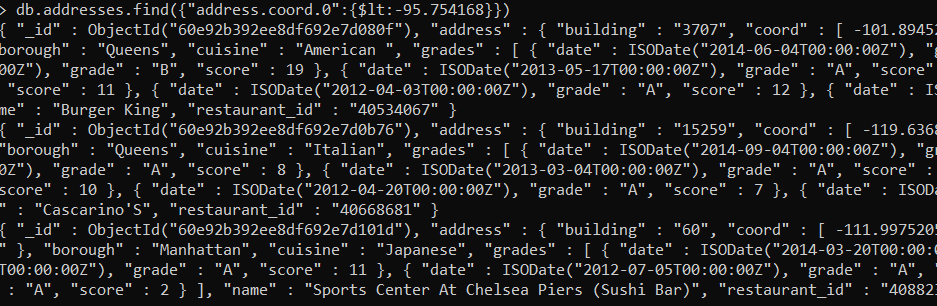 > db.addresses.find({"address.coord.0":{$lt:-95.754168}})
{ "_id" : ObjectId("60e92b392ee8df692e7d080f"), "address" : { "building" : "3707", "coord" : [ -101.8945
borough" : "Queens", "cuisine" : "American ", "grades" : [ { "date" : ISODate("2014-06-04T00:00:00Z"), "g
00Z"), "grade" : "B", "score" : 19 }, { "date" : ISODate("2013-05-17T00:00:00Z"), "grade" : "A", "score"
"score" : 11 }, { "date" : ISODate("2012-04-03T00:00:00Z"), "grade" : "A", "score" : 12 }, { "date" : I
me" : "Burger King", "restaurant_id" : "40534067" }
{ "_id" : ObjectId("60e92b392ee8df692e7d0b76"), "address" : { "building" : "15259", "coord" : [ -119.636
"borough" : "Queens", "cuisine" : "Italian", "grades" : [ { "date" : ISODate("2014-09-04T00:00:00Z"), "g
0Z"), "grade" : "A", "score" : 8 }, { "date" : ISODate("2013-03-04T00:00:00Z"), "grade" : "A", "score" :
score" : 10 }, { "date" : ISODate("2012-04-20T00:00:00Z"), "grade" : "A", "score" : 7 }, { "date" : ISOD
" : "Cascarino'S", "restaurant_id" : "40668681" }
{ "_id" : ObjectId("60e92b392ee8df692e7d101d"), "address" : { "building" : "60", "coord" : [ -111.997520
" }, "borough" : "Manhattan", "cuisine" : "Japanese", "grades" : [ { "date" : ISODate("2014-03-20T00:00:
T00:00:00Z"), "grade" : "A", "score" : 11 }, { "date" : ISODate("2012-07-05T00:00:00Z"), "grade" : "A",
: "A", "score" : 2 } ], "name" : "Sports Center At Chelsea Piers (Sushi Bar)", "restaurant_id" : "40882